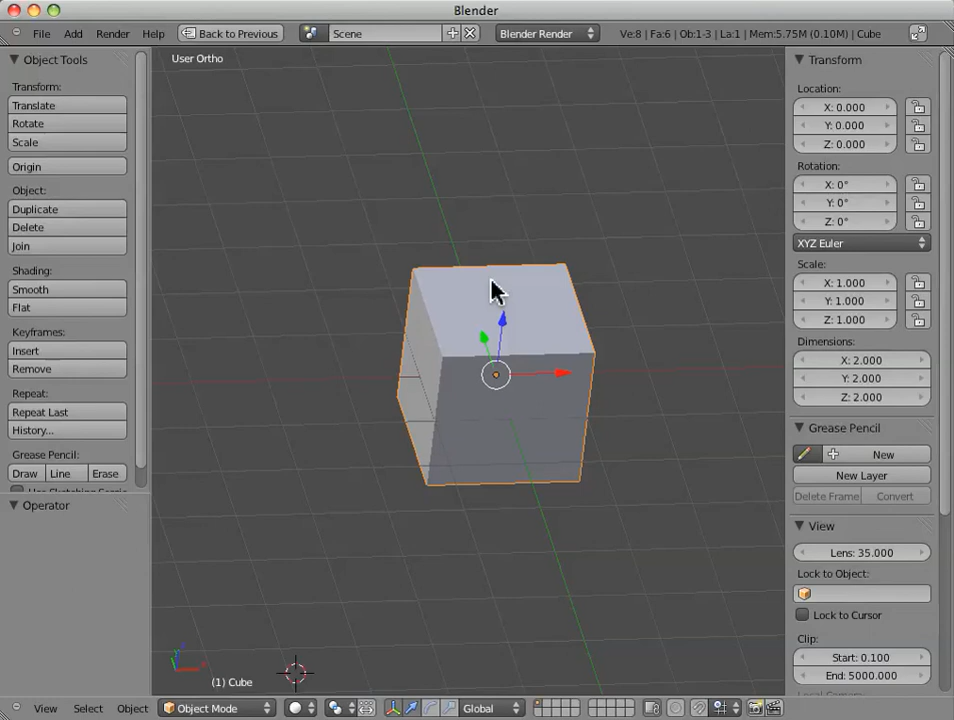 Blender
File Add Render Help Back to Previous Scene Blender Render Ve:8 | Fa:6 | Ob:1-3 | La:1 | Mem:5.75M (0.10M) | Cube
Object Tools
Transform:
Translate
Rotate
Scale
Origin
Object:
Duplicate
Delete
Join
Shading:
Smooth
Flat
Keyframes:
Insert
Remove
Repeat:
Repeat Last
History...
Grease Pencil:
Draw Line Erase
Operator
User Ortho
(1) Cube
Transform
Location:
X: 0.000
Y: 0.000
Z: 0.000
Rotation:
X: 0°
Y: 0°
Z: 0°
XYZ Euler
Scale:
X: 1.000
Y: 1.000
Z: 1.000
Dimensions:
X: 2.000
Y: 2.000
Z: 2.000
Grease Pencil
New
New Layer
Delete Frame Convert
View
Lens: 35.000
Lock to Object:
Lock to Cursor
Clip:
Start: 0.100
End: 5000.000
View Select Object Object Mode Global